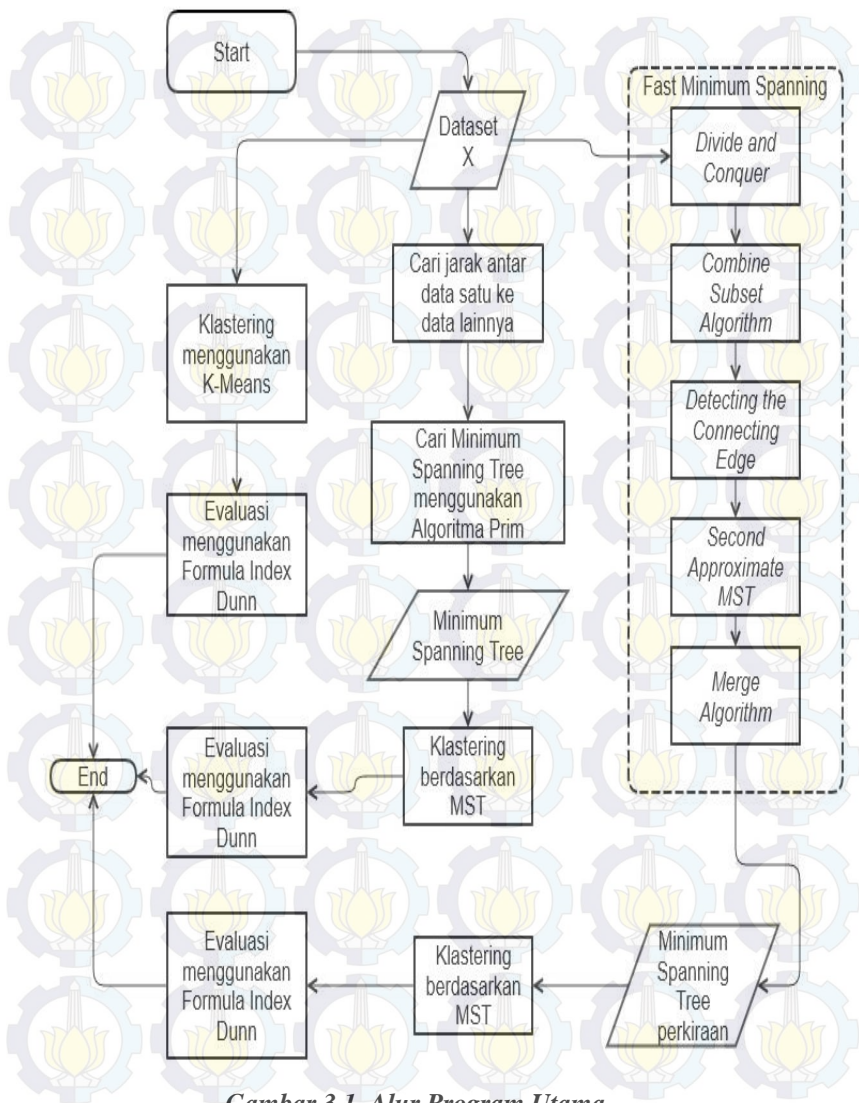 Start
Dataset
X
Fast Minimum Spanning
Divide and
Conquer
Combine
Subset
Algorithm
Detecting the
Connecting
Edge
Second
Approximate
MST
Merge
Algorithm
Cari jarak antar
data satu ke
data lainnya
Cari Minimum
Spanning Tree
menggunakan
Algoritma Prim
Minimum
Spanning Tree
Klastering
berdasarkan
MST
Evaluasi
menggunakan
Formula Index
Dunn
Klastering
menggunakan
K-Means
Evaluasi
menggunakan
Formula Index
Dunn
End
Minimum
Spanning
Tree
perkiraan
Klastering
berdasarkan
MST
Evaluasi
menggunakan
Formula Index
Dunn
Gambar 3.1. Alur Program Utama